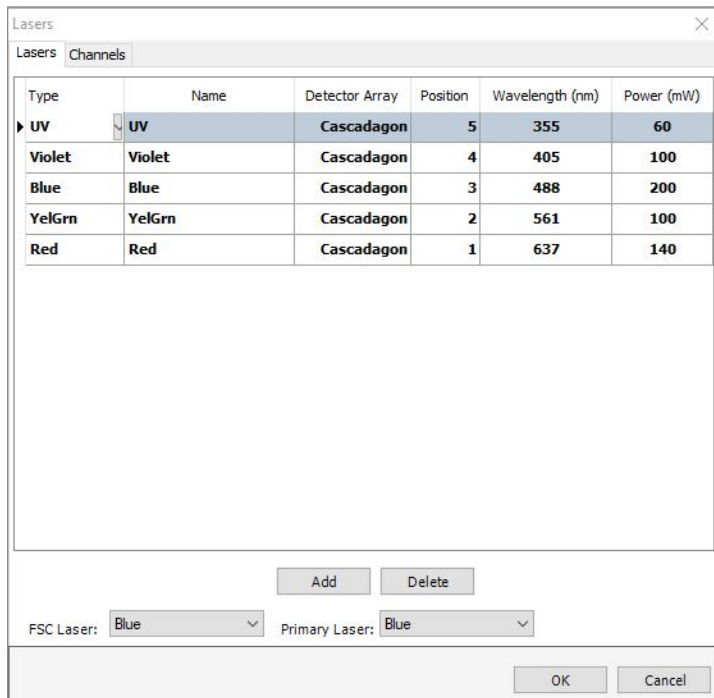 Lasers
Lasers Channels
Type Name Detector Array Position Wavelength (nm) Power (mW)
UV UV Cascadagon 5 355 60
Violet Violet Cascadagon 4 405 100
Blue Blue Cascadagon 3 488 200
YelGrn YelGrn Cascadagon 2 561 100
Red Red Cascadagon 1 637 140
Add Delete
FSC Laser: Blue Primary Laser: Blue
OK Cancel